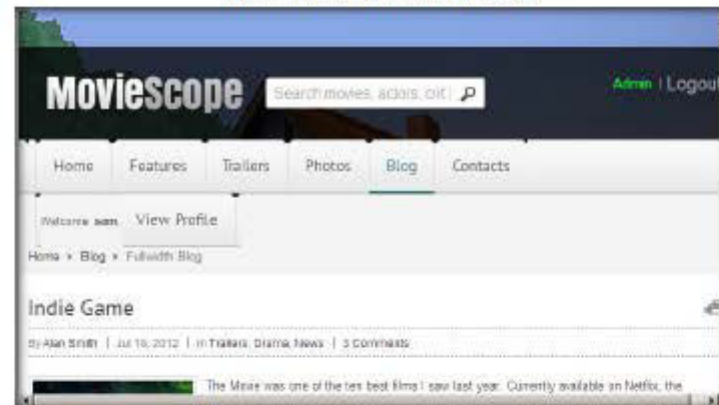 MovieScope
Search movies, actors, crit
Admin | Logout
Home Features Trailers Photos Blog Contacts
Welcome sam View Profile
Home Blog Fullwidth Blog
Indie Game
By Alan Smith | Jul 16, 2012 | In Trailers, Drama, News | 3 Comments
The Movie was one of the ten best films I saw last year. Currently available on Netflix, the